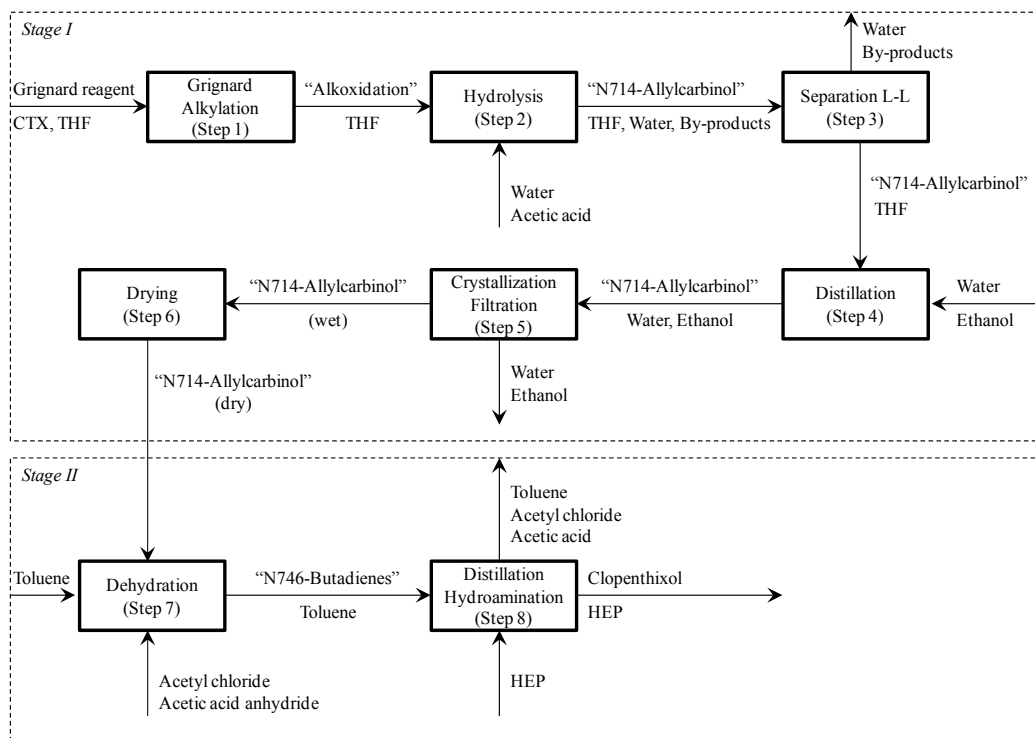 Stage I
Water
By-products
Grignard reagent
CTX, THF
Grignard
Alkylation
(Step 1)
“Alkoxidation”
THF
Hydrolysis
(Step 2)
“N714-Allylcarbinol”
THF, Water, By-products
Separation L-L
(Step 3)
Water
Acetic acid
“N714-Allylcarbinol”
THF
Drying
(Step 6)
“N714-Allylcarbinol”
(wet)
Crystallization
Filtration
(Step 5)
“N714-Allylcarbinol”
Water, Ethanol
Distillation
(Step 4)
Water
Ethanol
“N714-Allylcarbinol”
(dry)
Water
Ethanol
Stage II
Toluene
Acetyl chloride
Acetic acid
Toluene
Dehydration
(Step 7)
“N746-Butadienes”
Toluene
Distillation
Hydroamination
(Step 8)
Clopenthixol
HEP
Acetyl chloride
Acetic acid anhydride
HEP